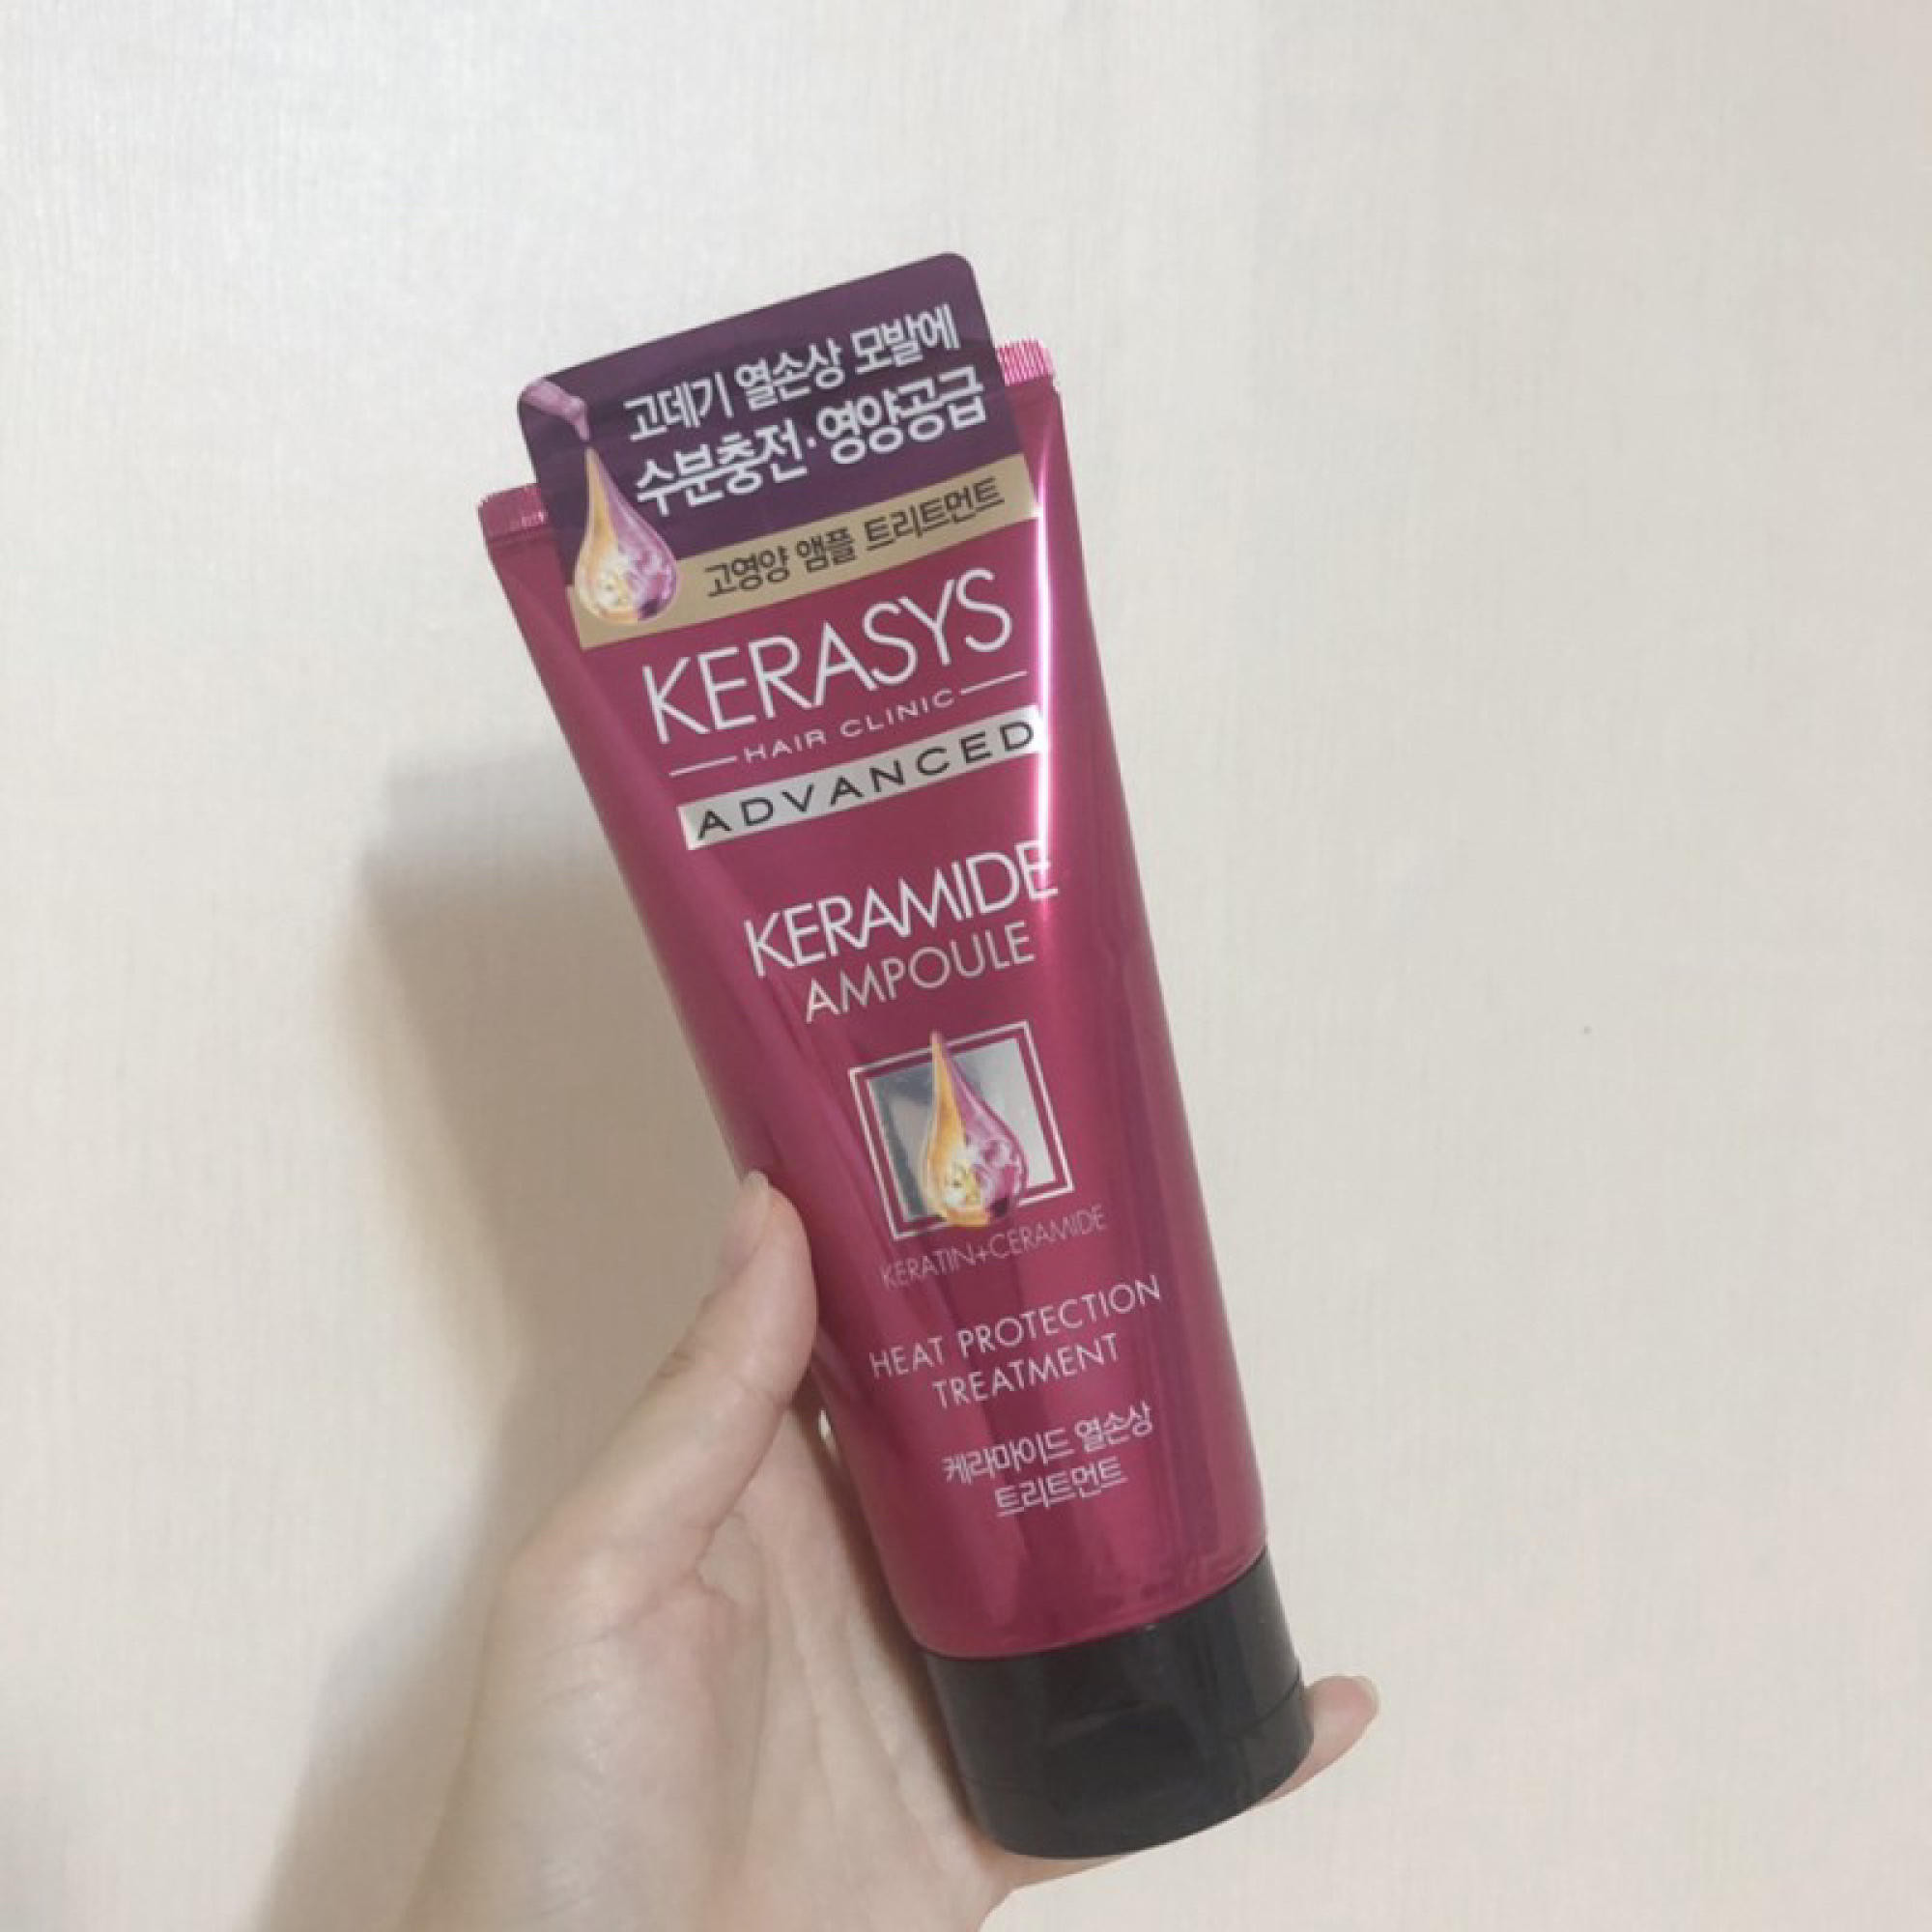 고데기 열손상 모발에
수분충전·영양공급
고영양 앰플 트리트먼트
KERASYS
HAIR CLINIC
ADVANCED
KERAMIDE
AMPOULE
KERATIN+CERAMIDE
HEAT PROTECTION
TREATMENT
케라마이드 열손상
트리트먼트